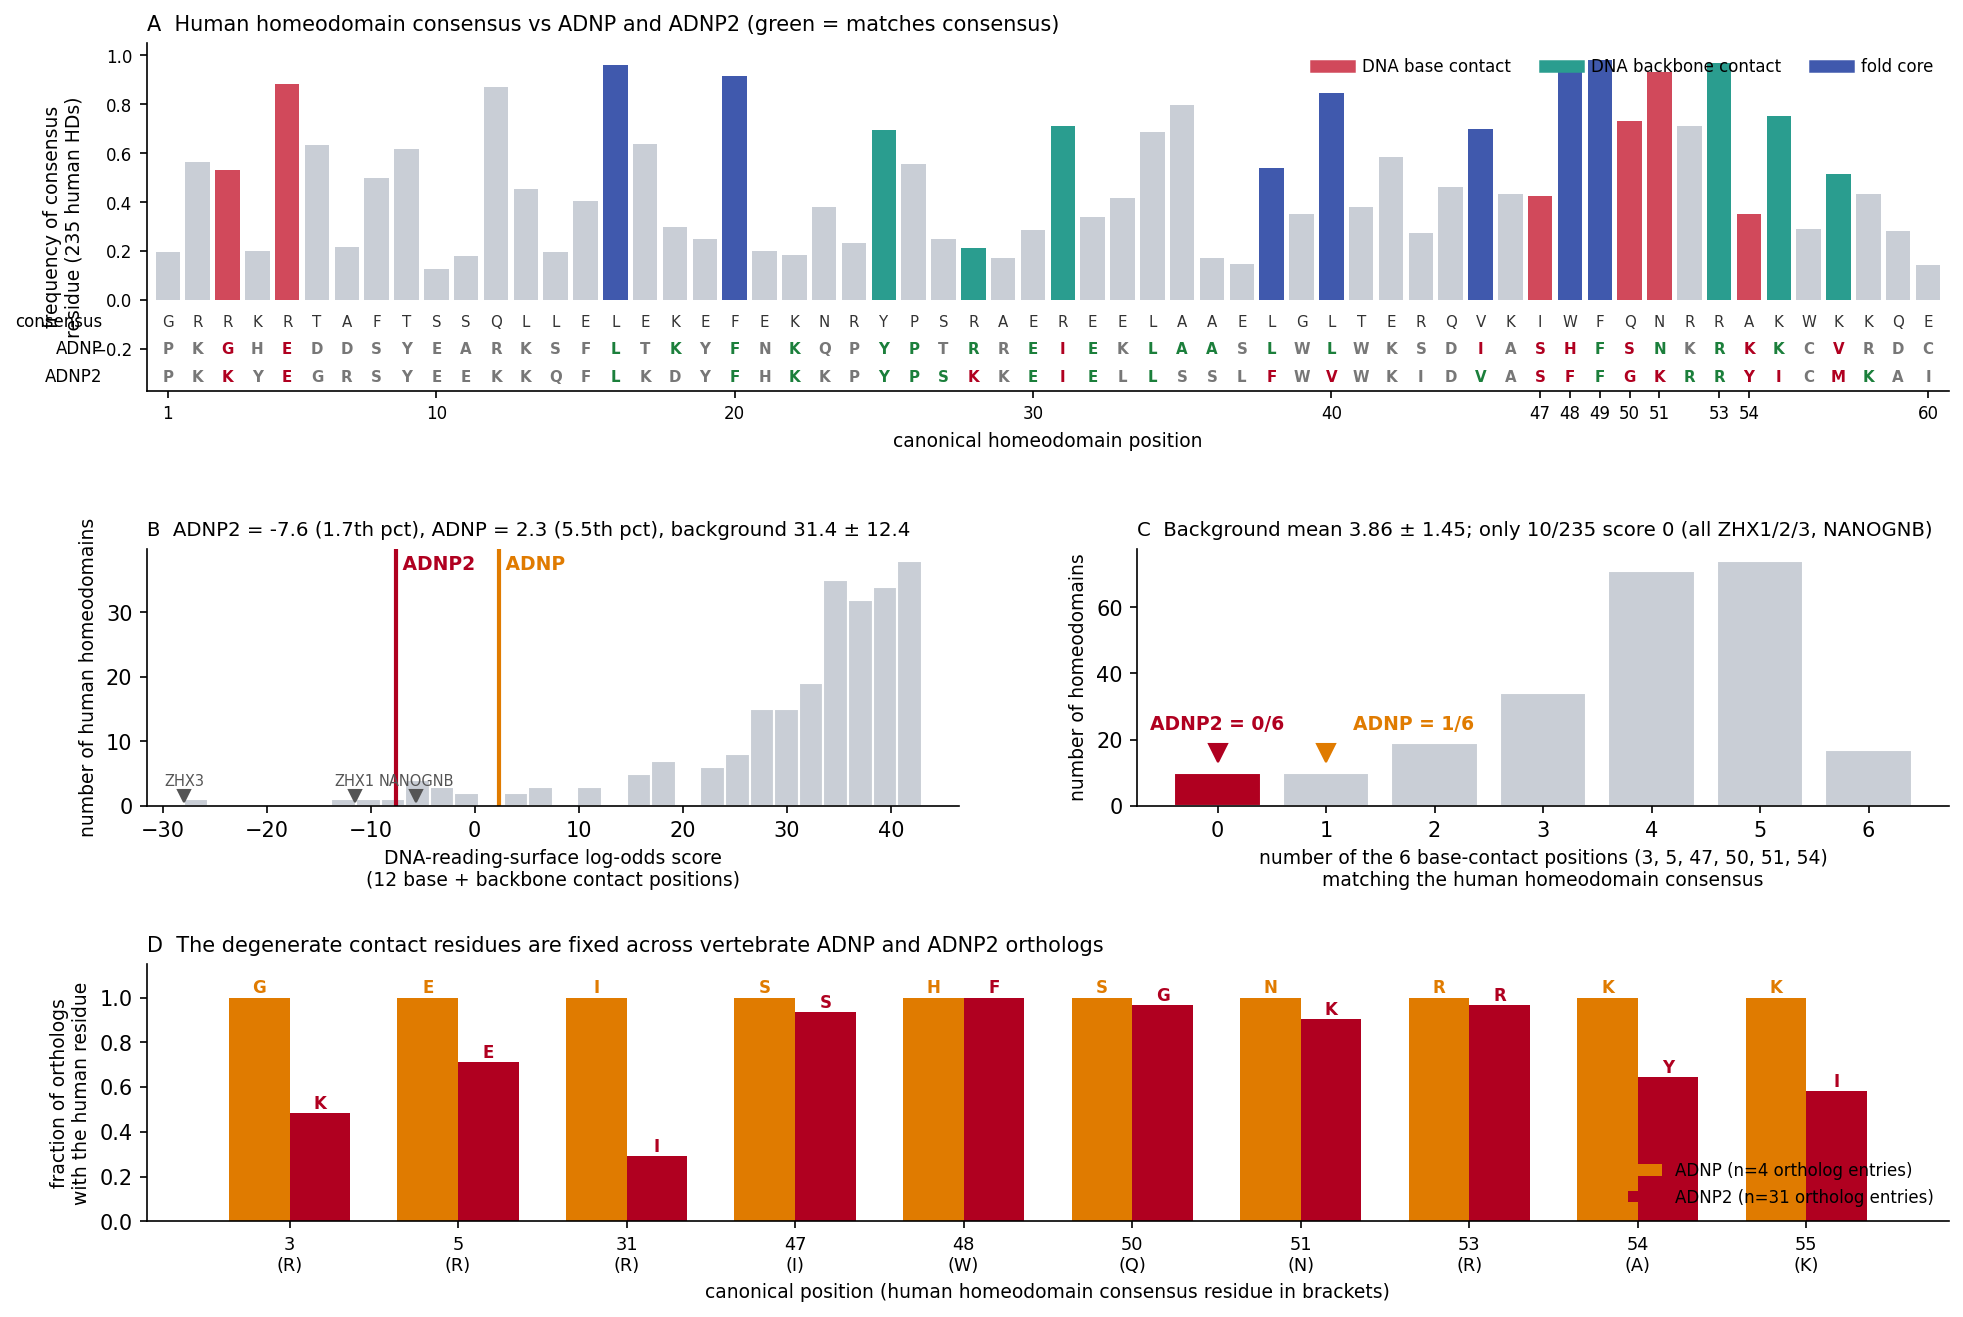 A Human homeodomain consensus vs ADNP and ADNP2 (green = matches consensus)
frequency of consensus
residue (235 human HDs)
1.0
0.8
0.6
0.4
0.2
0.0
−0.2
DNA base contact
DNA backbone contact
fold core
consensus G R R K R T A F T S S Q L L E L E K E F E K N R Y P S R A E R E E L A A E L G L T E R Q V K I W F Q N R R A K W K K Q E
ADNP P K G H E D D S Y E A R K S F L T K Y F N K Q P Y P T R R E I E K L A A S L W L W K S D I A S H F S N K R K K C V R D C
ADNP2 P K K Y E G R S Y E E K K Q F L K D Y F H K K P Y P S K K E I E L L S S L F W V W K I D V A S F F G K R R Y I C M K A I
1 10 20 30 40 47 48 49 50 51 53 54 60
canonical homeodomain position
B ADNP2 = -7.6 (1.7th pct), ADNP = 2.3 (5.5th pct), background 31.4 ± 12.4
number of human homeodomains
30
20
10
0
ADNP2
ADNP
ZHX3
ZHX1
NANOGNB
−30 −20 −10 0 10 20 30 40
DNA-reading-surface log-odds score
(12 base + backbone contact positions)
C Background mean 3.86 ± 1.45; only 10/235 score 0 (all ZHX1/2/3, NANOGNB)
number of homeodomains
60
40
20
0
ADNP2 = 0/6
ADNP = 1/6
0 1 2 3 4 5 6
number of the 6 base-contact positions (3, 5, 47, 50, 51, 54)
matching the human homeodomain consensus
D The degenerate contact residues are fixed across vertebrate ADNP and ADNP2 orthologs
fraction of orthologs
with the human residue
1.0
0.8
0.6
0.4
0.2
0.0
G K E E I I S S H F S G N K R R K Y K I
ADNP (n=4 ortholog entries)
ADNP2 (n=31 ortholog entries)
3 5 31 47 48 50 51 53 54 55
(R) (R) (R) (I) (W) (Q) (N) (R) (A) (K)
canonical position (human homeodomain consensus residue in brackets)